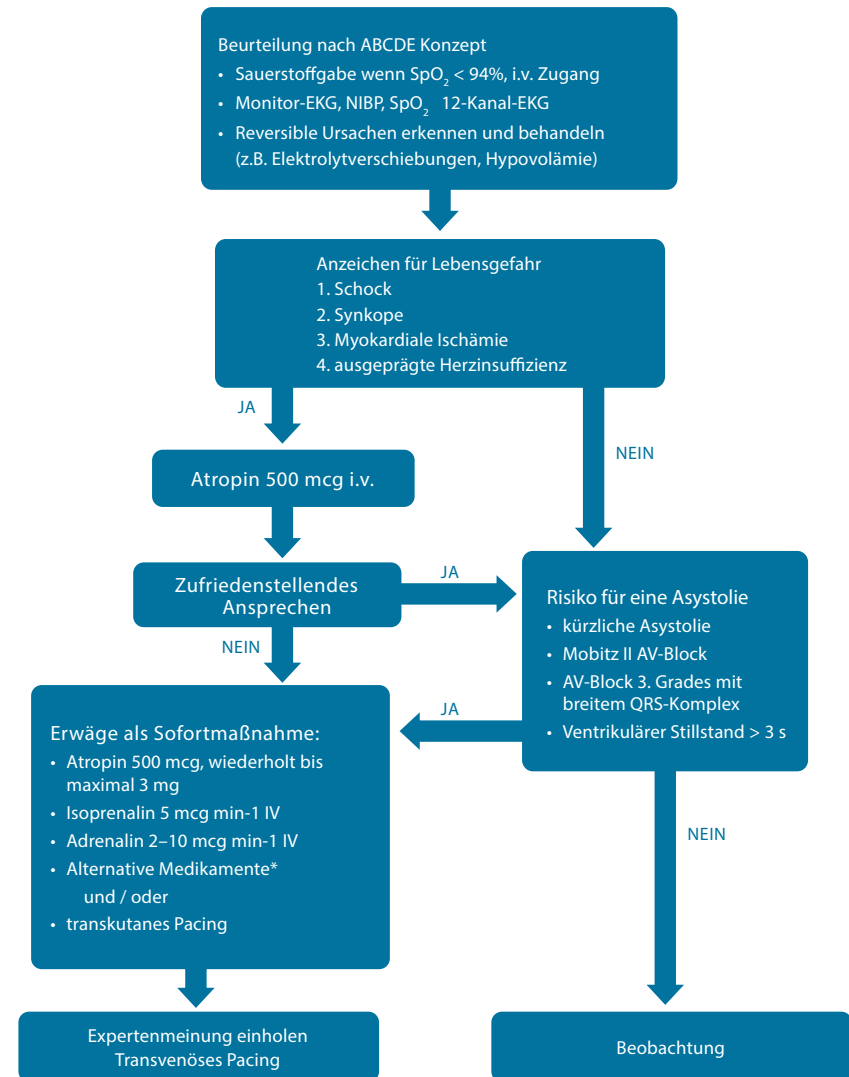 Beurteilung nach ABCDE Konzept
• Sauerstoffgabe wenn SpO₂ < 94%, i.v. Zugang
• Monitor-EKG, NIBP, SpO₂ 12-Kanal-EKG
• Reversible Ursachen erkennen und behandeln
(z.B. Elektrolytverschiebungen, Hypovolämie)
Anzeichen für Lebensgefahr
1. Schock
2. Synkope
3. Myokardiale Ischämie
4. ausgeprägte Herzinsuffizienz
JA
NEIN
Atropin 500 mcg i.v.
Zufriedenstellendes
Ansprechen
JA
NEIN
Risiko für eine Asystolie
• kürzliche Asystolie
• Mobitz II AV-Block
• AV-Block 3. Grades mit
breitem QRS-Komplex
• Ventrikulärer Stillstand > 3 s
JA
NEIN
Erwäge als Sofortmaßnahme:
• Atropin 500 mcg, wiederholt bis
maximal 3 mg
• Isoprenalin 5 mcg min-1 IV
• Adrenalin 2–10 mcg min-1 IV
• Alternative Medikamente*
und / oder
• transkutanes Pacing
Expertenmeinung einholen
Transvenöses Pacing
Beobachtung